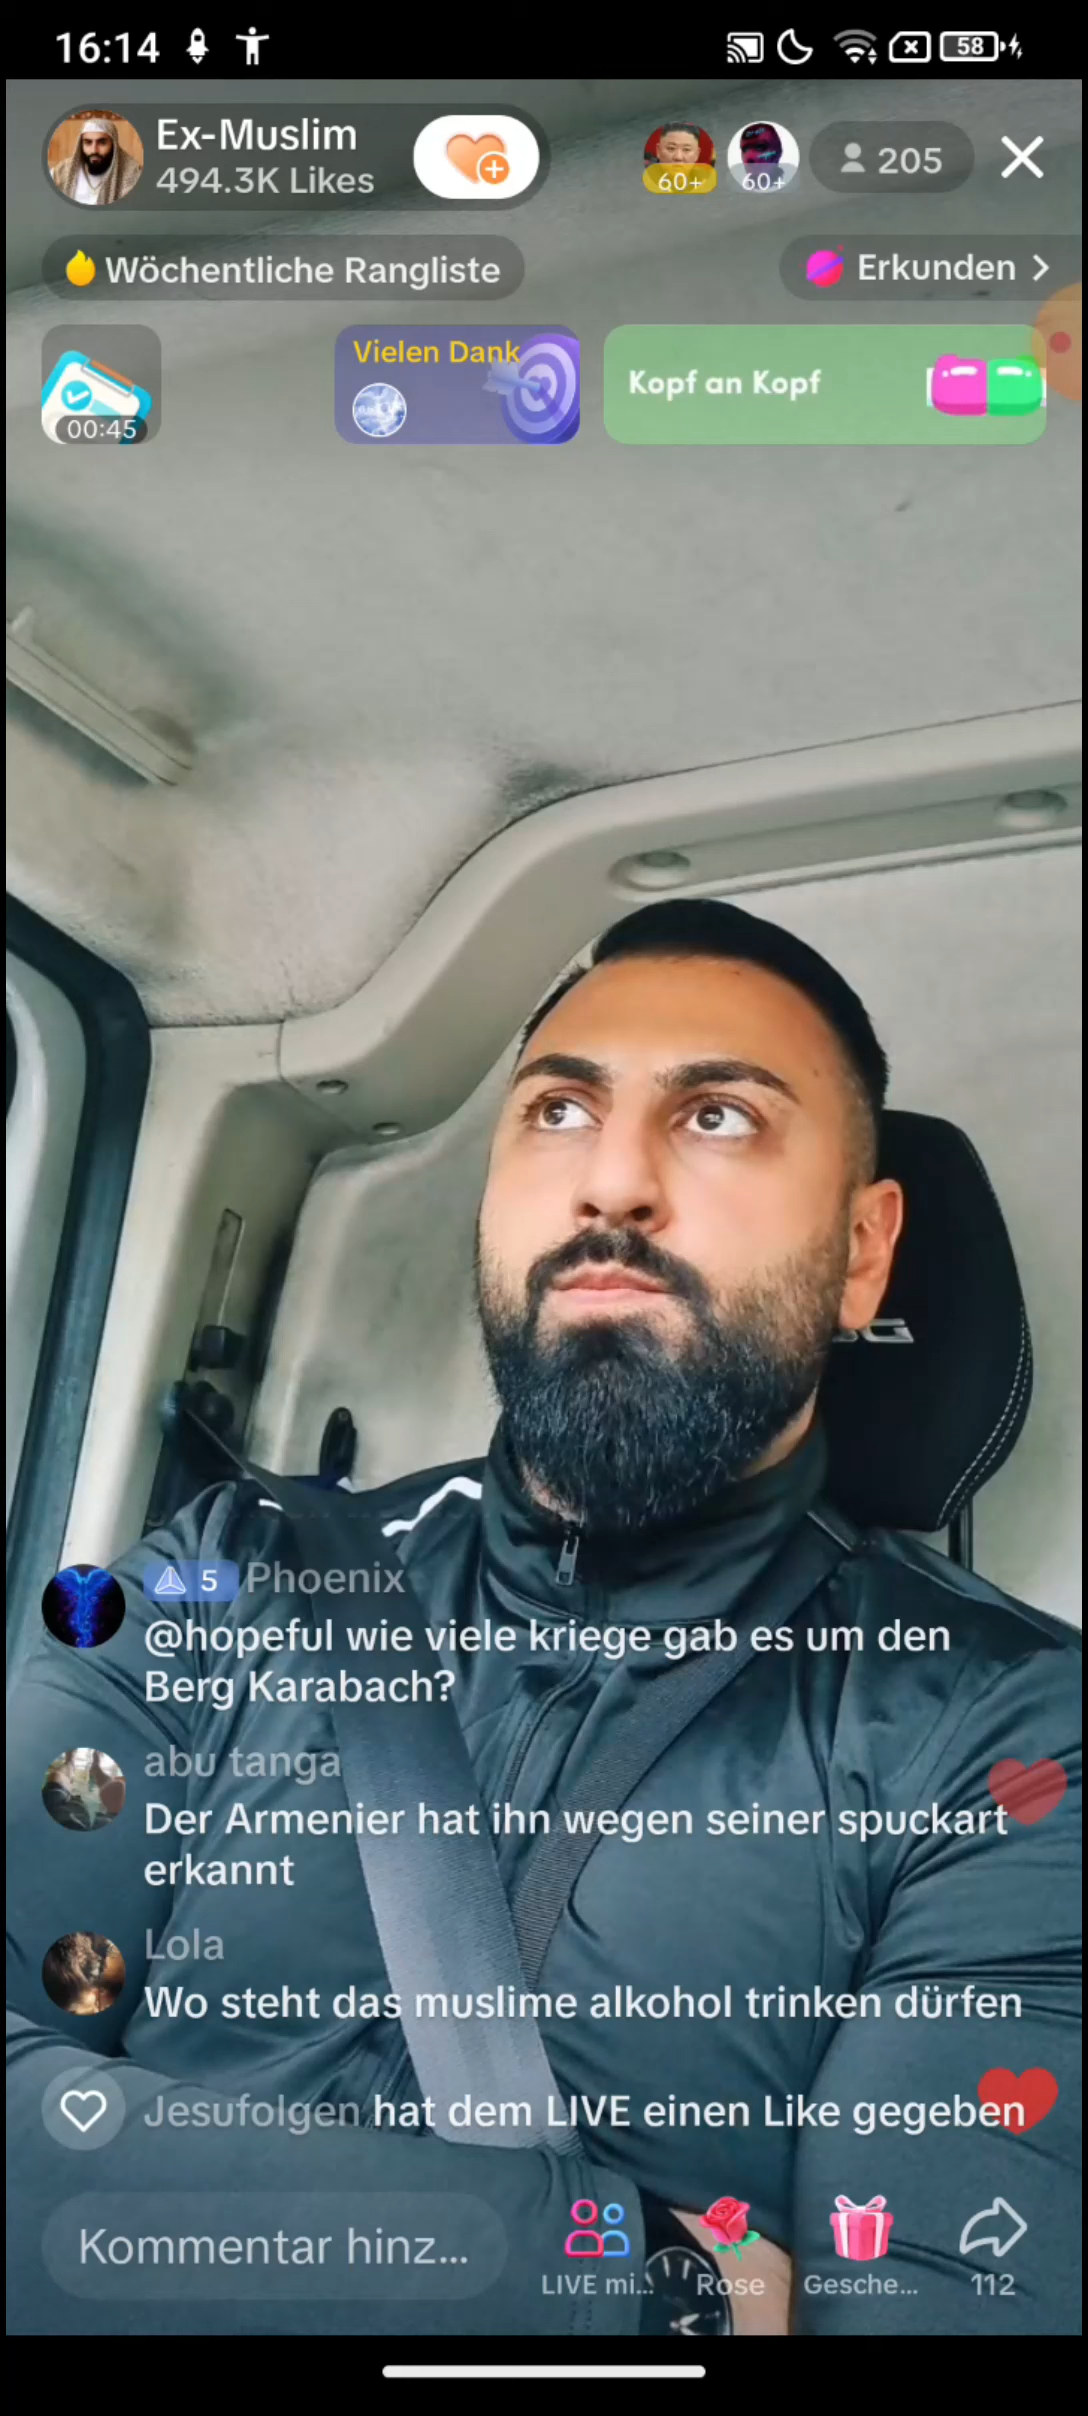 16:14
58
Ex-Muslim
494.3K Likes
60+
60+
205
Wöchentliche Rangliste
Erkunden >
00:45
Vielen Dank
Kopf an Kopf
5 Phoenix
@hopeful wie viele kriege gab es um den
Berg Karabach?
abu tanga
Der Armenier hat ihn wegen seiner spuckart
erkannt
Lola
Wo steht das muslime alkohol trinken dürfen
Jesufolgen hat dem LIVE einen Like gegeben
Kommentar hinz...
LIVE mi...
Rose
Gesche...
112